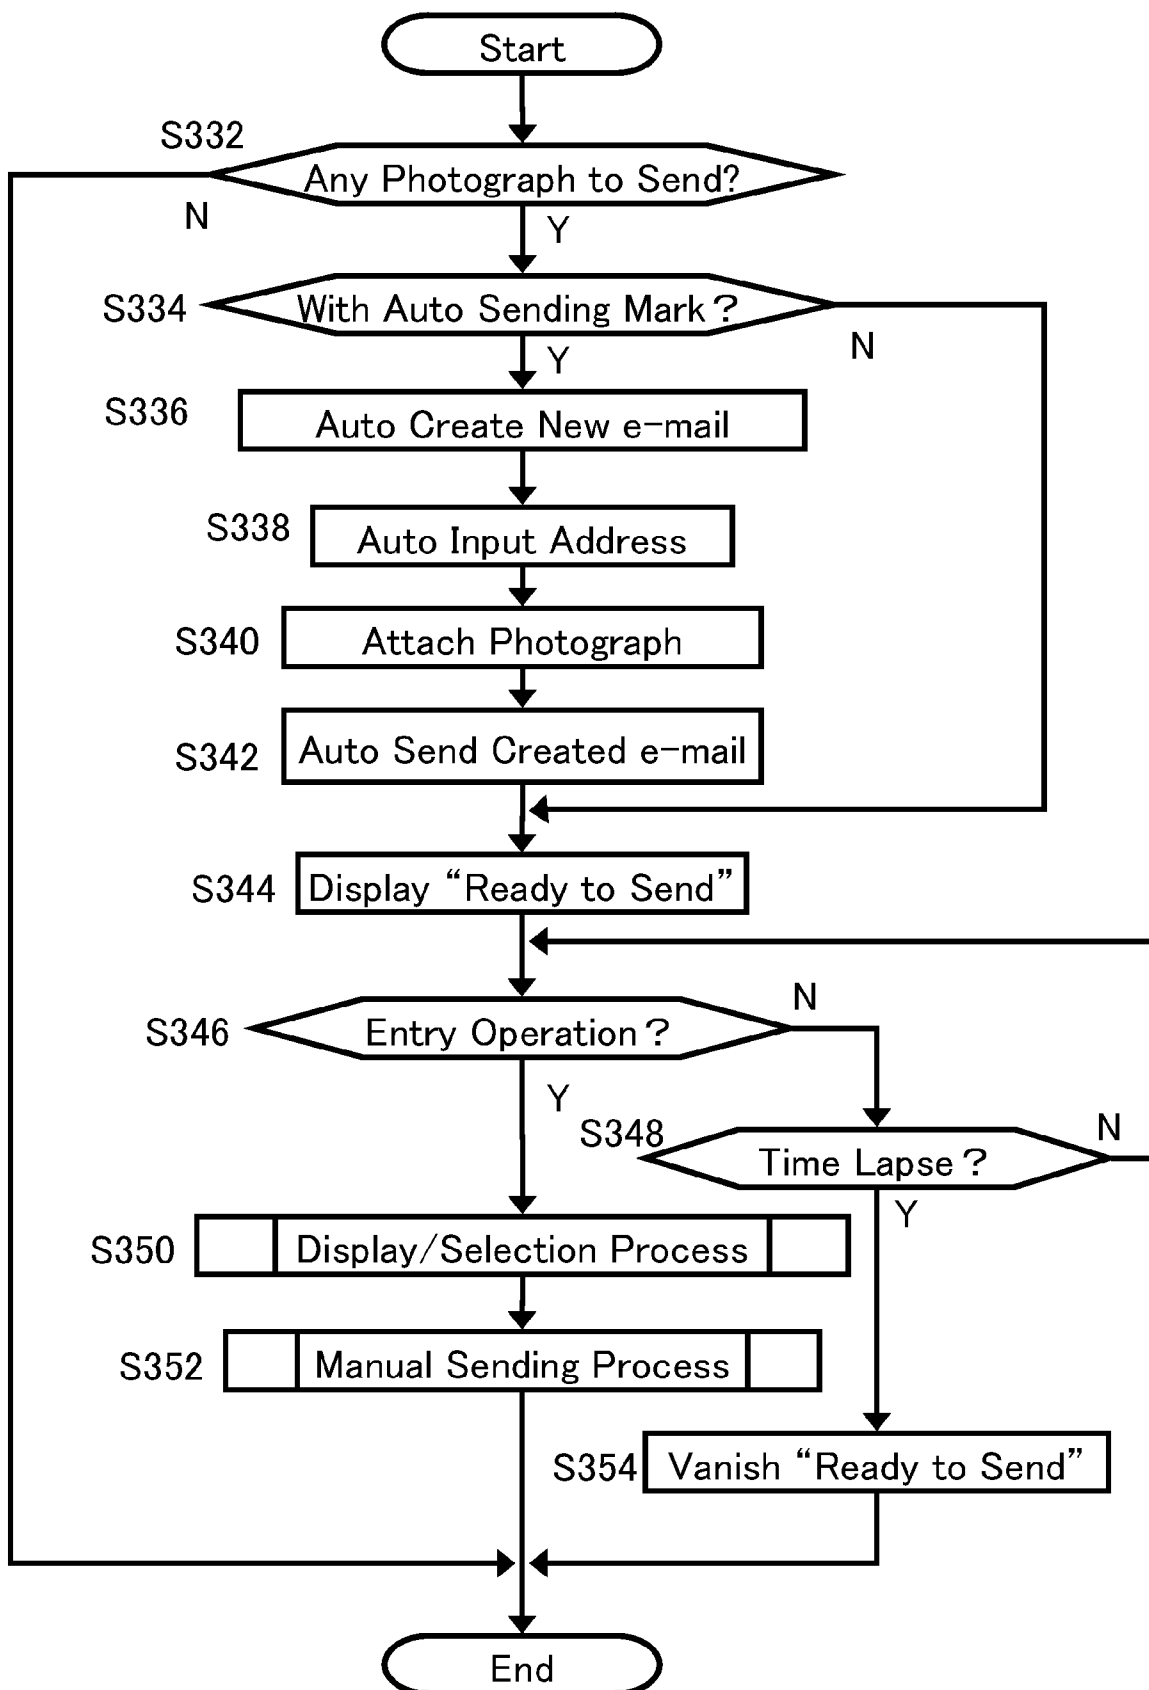 Start
S332
Any Photograph to Send?
N
Y
S334
With Auto Sending Mark?
N
Y
S336
Auto Create New e-mail
S338
Auto Input Address
S340
Attach Photograph
S342
Auto Send Created e-mail
S344
Display “Ready to Send”
S346
Entry Operation?
N
Y
S348
Time Lapse?
N
Y
S350
Display/Selection Process
S352
Manual Sending Process
S354
Vanish “Ready to Send”
End